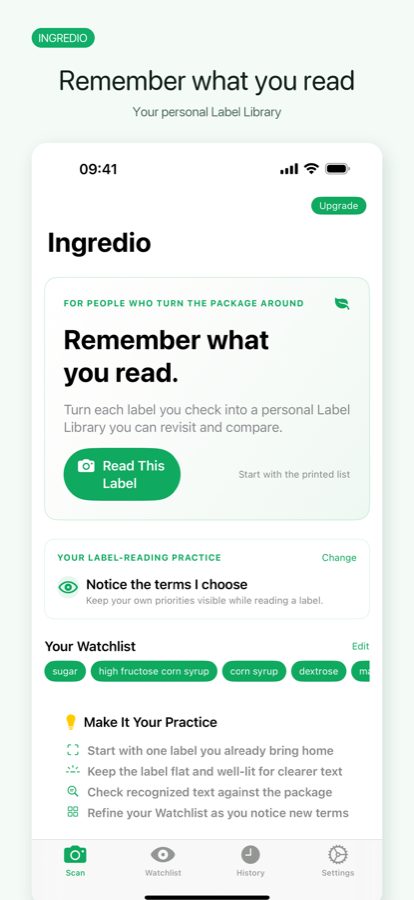 INGREDIO
Remember what you read
Your personal Label Library
09:41
Upgrade
Ingredio
FOR PEOPLE WHO TURN THE PACKAGE AROUND
Remember what
you read.
Turn each label you check into a personal Label
Library you can revisit and compare.
Read This
Label
Start with the printed list
YOUR LABEL-READING PRACTICE
Change
Notice the terms I choose
Keep your own priorities visible while reading a label.
Your Watchlist
Edit
sugar
high fructose corn syrup
corn syrup
dextrose
Make It Your Practice
Start with one label you already bring home
Keep the label flat and well-lit for clearer text
Check recognized text against the package
Refine your Watchlist as you notice new terms
Scan
Watchlist
History
Settings